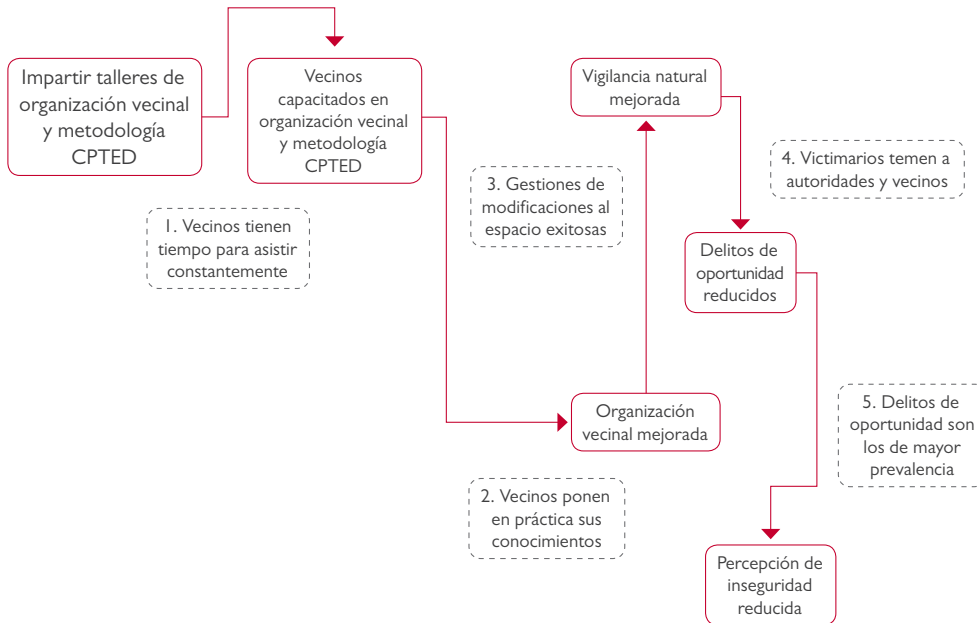 Impartir talleres de
organización vecinal
y metodología
CPTED
Vecinos
capacitados en
organización vecinal
y metodología
CPTED
1. Vecinos tienen
tiempo para asistir
constantemente
Vigilancia natural
mejorada
3. Gestiones de
modificaciones al
espacio exitosas
4. Victimarios temen a
autoridades y vecinos
Delitos de
oportunidad
reducidos
Organización
vecinal mejorada
2. Vecinos ponen
en práctica sus
conocimientos
5. Delitos de
oportunidad son
los de mayor
prevalencia
Percepción de
inseguridad
reducida